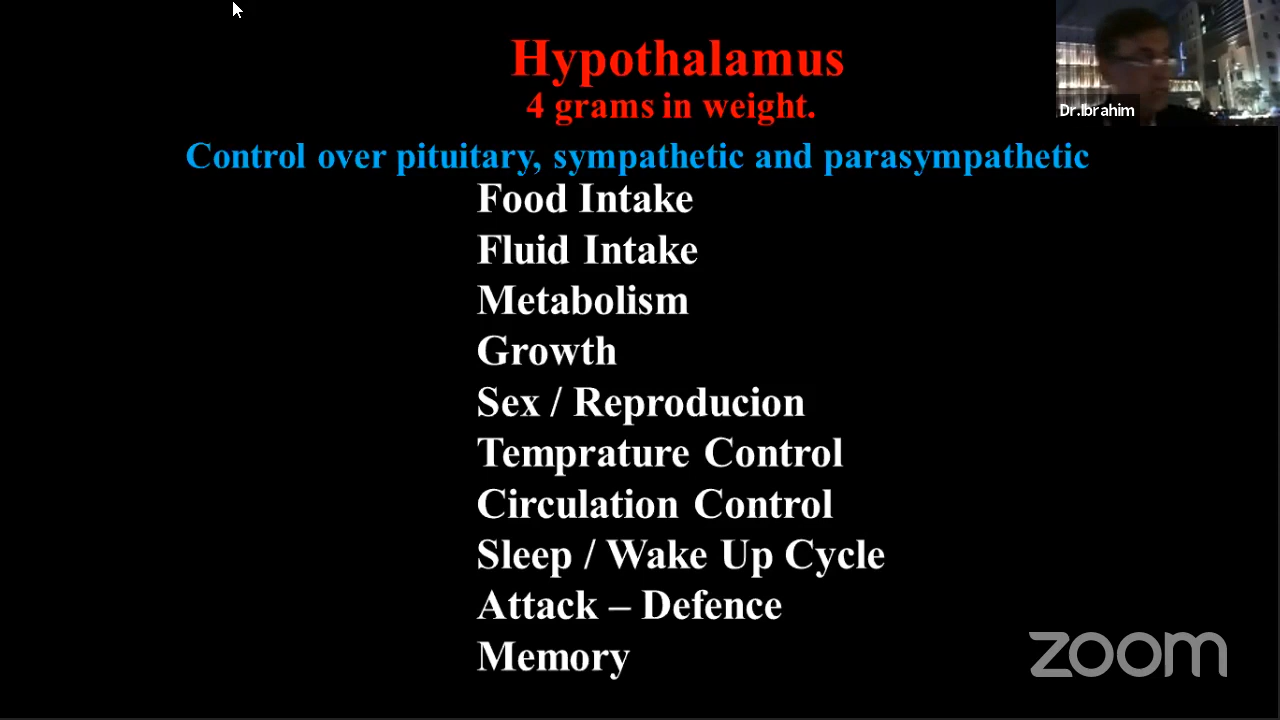 Hypothalamus
4 grams in weight.
Control over pituitary, sympathetic and parasympathetic
Food Intake
Fluid Intake
Metabolism
Growth
Sex / Reproducion
Temprature Control
Circulation Control
Sleep / Wake Up Cycle
Attack – Defence
Memory
Dr.Ibrahim
zoom